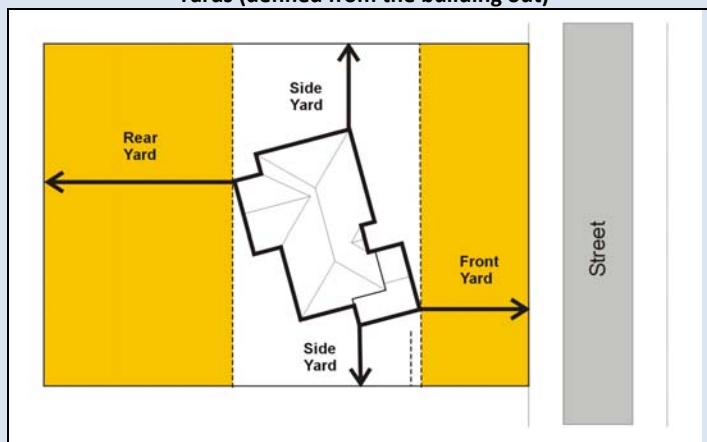 Yards (defined from the building out)
Side
Yard
Rear
Yard
Front
Yard
Street
Side
Yard